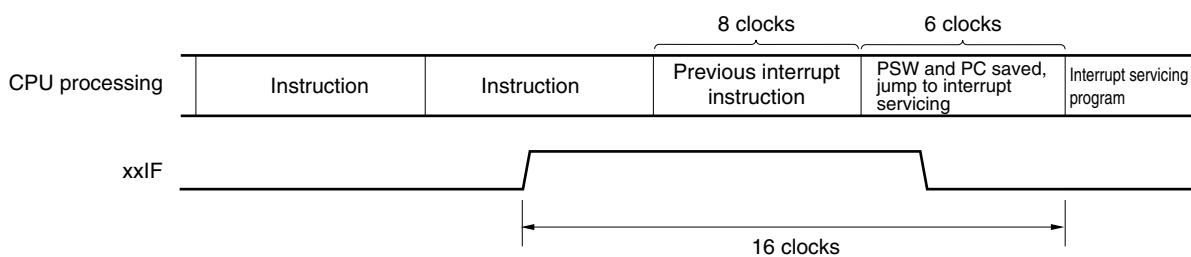 8 clocks
6 clocks
CPU processing
Instruction
Instruction
Previous interrupt
instruction
PSW and PC saved,
jump to interrupt
servicing
Interrupt servicing
program
xxIF
16 clocks